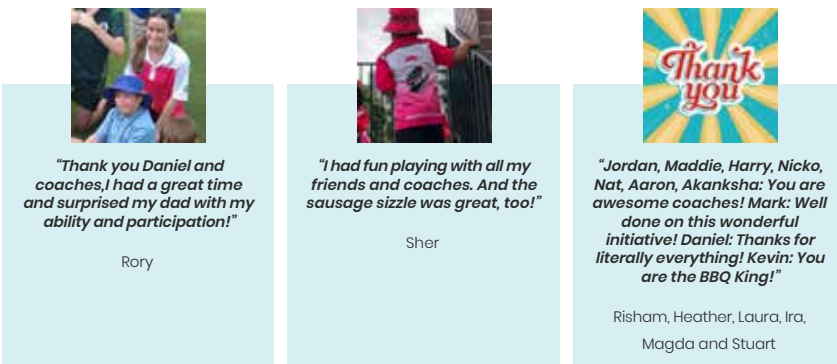 "Thank you Daniel and
coaches,I had a great time
and surprised my dad with my
ability and participation!"
Rory
"I had fun playing with all my
friends and coaches. And the
sausage sizzle was great, too!"
Sher
Thank
you
"Jordan, Maddie, Harry, Nicko,
Nat, Aaron, Akanksha: You are
awesome coaches! Mark: Well
done on this wonderful
initiative! Daniel: Thanks for
literally everything! Kevin: You
are the BBQ King!"
Risham, Heather, Laura, Ira,
Magda and Stuart